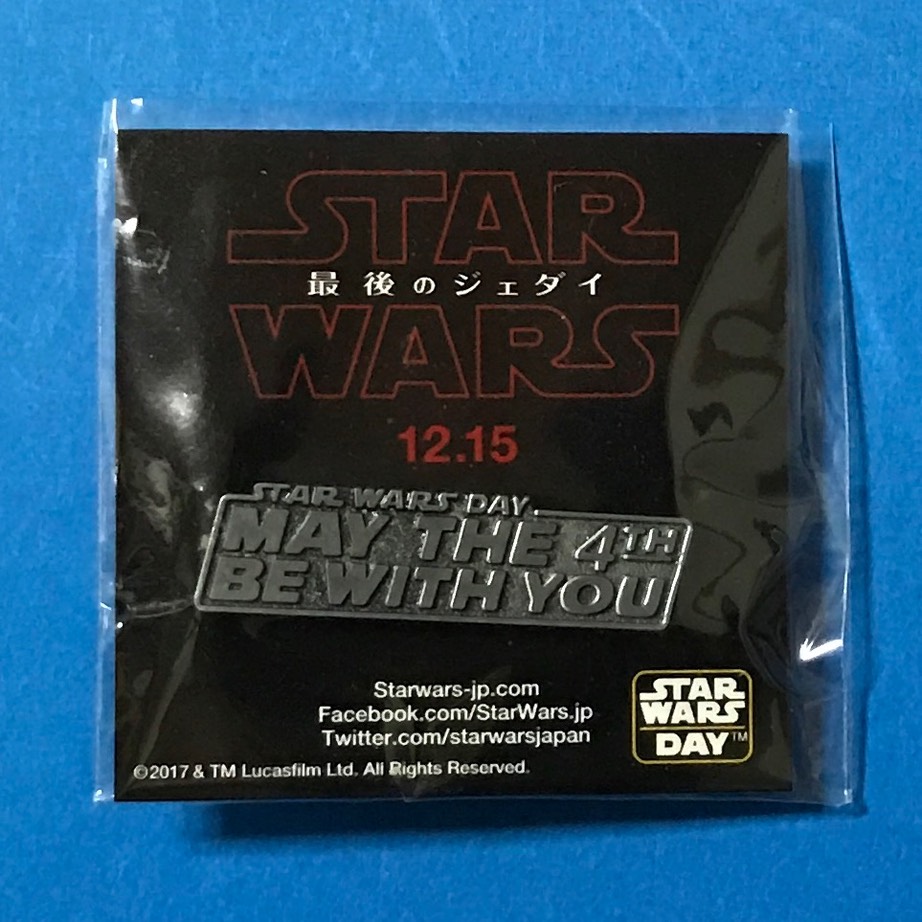 STAR
最後のジェダイ
WARS
12.15
STAR WARS DAY
MAY THE 4TH
BE WITH YOU
Starwars-jp.com
Facebook.com/StarWars.jp
Twitter.com/starwarsjapan
©2017 & TM Lucasfilm Ltd. All Rights Reserved.
STAR
WARS
DAY™